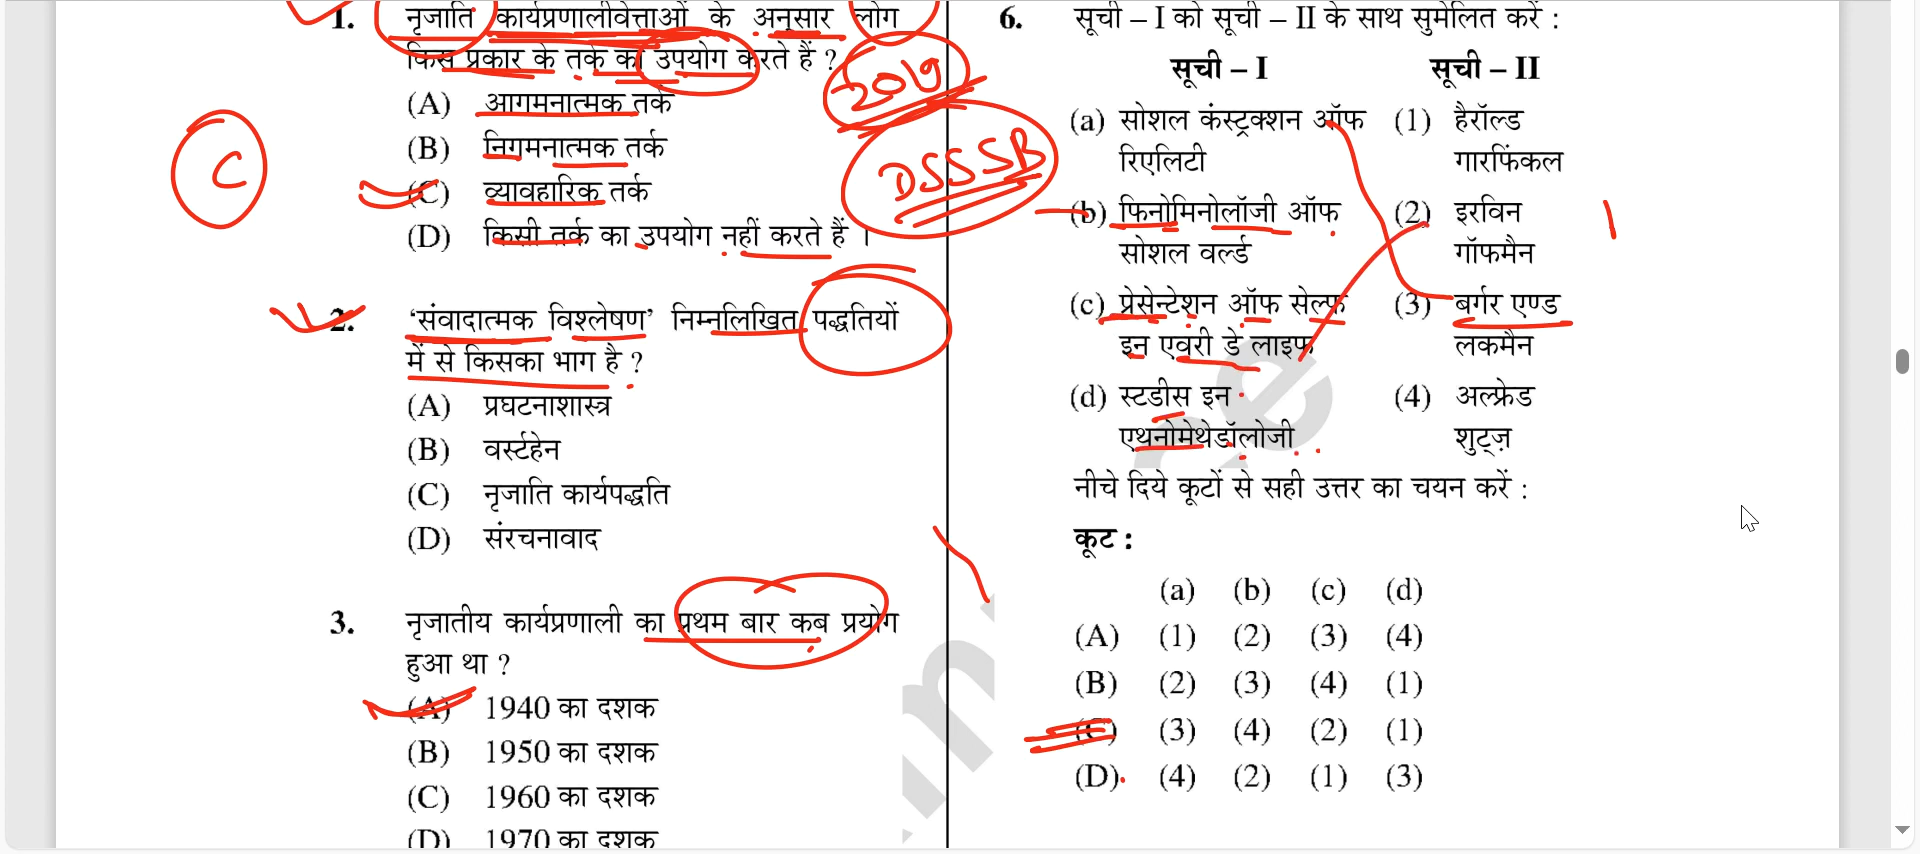 1. नृजाति कार्यप्रणालीवेत्ताओं के अनुसार लोग
किस प्रकार के तर्क का उपयोग करते हैं ?
(A) आगमनात्मक तर्क
(B) निगमनात्मक तर्क
(C) व्यावहारिक तर्क
(D) किसी तर्क का उपयोग नहीं करते हैं ।
C
2019
DSSSB
2. ‘संवादात्मक विश्लेषण’ निम्नलिखित पद्धतियों
में से किसका भाग है ?
(A) प्रघटनाशास्त्र
(B) वर्स्टहेन
(C) नृजाति कार्यपद्धति
(D) संरचनावाद
3. नृजातीय कार्यप्रणाली का प्रथम बार कब प्रयोग
हुआ था ?
(A) 1940 का दशक
(B) 1950 का दशक
(C) 1960 का दशक
(D) 1970 का दशक
6. सूची – I को सूची – II के साथ सुमेलित करें :
सूची – I सूची – II
(a) सोशल कंस्ट्रक्शन ऑफ (1) हैरॉल्ड
रिएलिटी गारफिंकल
(b) फिनोमिनोलॉजी ऑफ (2) इरविन
सोशल वर्ल्ड गॉफमैन
(c) प्रेसेन्टेशन ऑफ सेल्फ (3) बर्गर एण्ड
इन एवरी डे लाइफ लकमैन
(d) स्टडीस इन (4) अल्फ्रेड
एथनोमेथेडॉलोजी शुट्ज़
नीचे दिये कूटों से सही उत्तर का चयन करें :
कूट :
(a) (b) (c) (d)
(A) (1) (2) (3) (4)
(B) (2) (3) (4) (1)
(C) (3) (4) (2) (1)
(D) (4) (2) (1) (3)